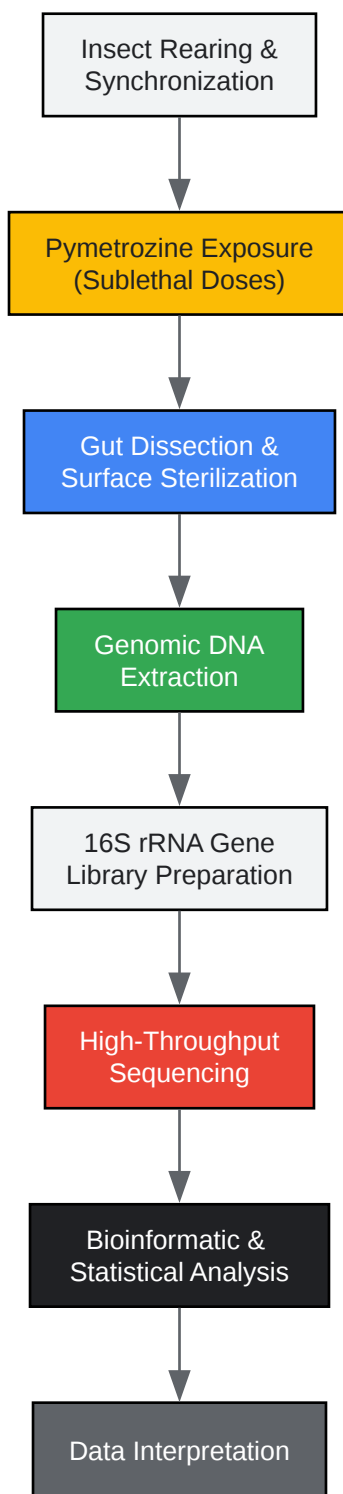 Insect Rearing &
Synchronization
Pymetrozine Exposure
(Sublethal Doses)
Gut Dissection &
Surface Sterilization
Genomic DNA
Extraction
16S rRNA Gene
Library Preparation
High-Throughput
Sequencing
Bioinformatic &
Statistical Analysis
Data Interpretation